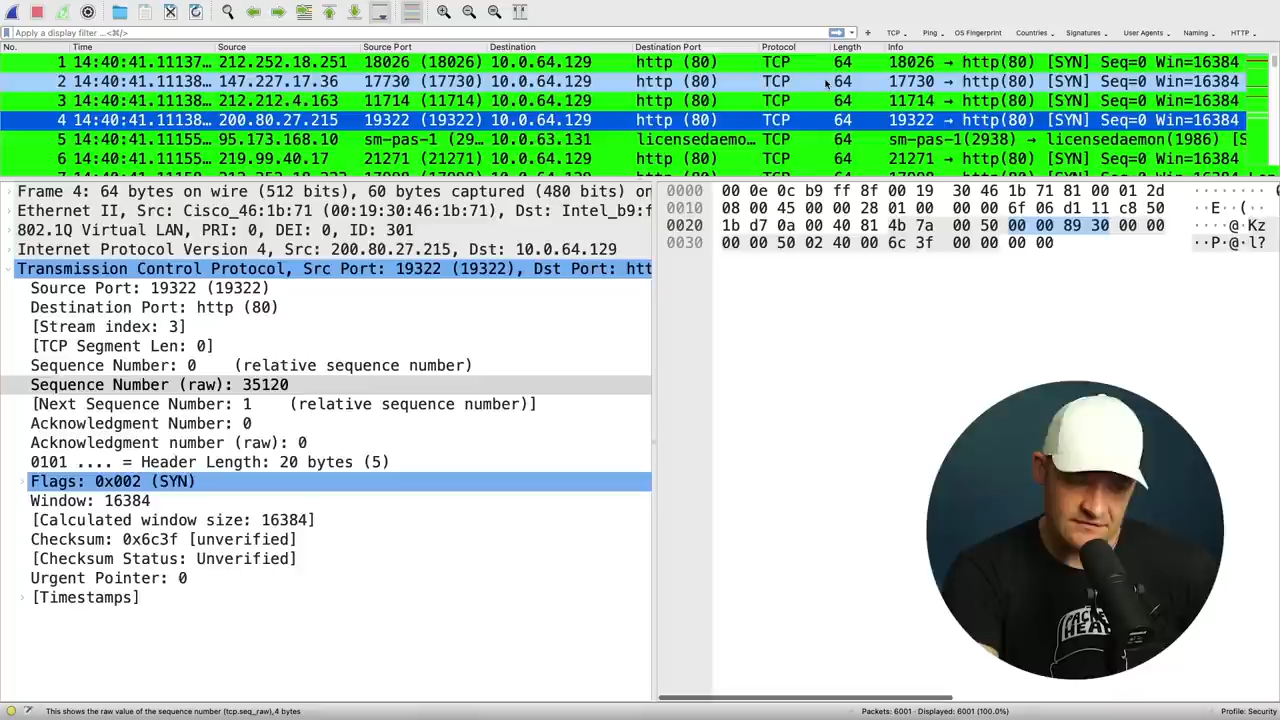 Apply a display filter ... <⌘/>
+ TCP Ping OS Fingerprint Countries Signatures User Agents Naming HTTP
No. Time Source Source Port Destination Destination Port Protocol Length Info
1 14:40:41.11137… 212.252.18.251 18026 (18026) 10.0.64.129 http (80) TCP 64 18026 → http(80) [SYN] Seq=0 Win=16384
2 14:40:41.11138… 147.227.17.36 17730 (17730) 10.0.64.129 http (80) TCP 64 17730 → http(80) [SYN] Seq=0 Win=16384
3 14:40:41.11138… 212.212.4.163 11714 (11714) 10.0.64.129 http (80) TCP 64 11714 → http(80) [SYN] Seq=0 Win=16384
4 14:40:41.11138… 200.80.27.215 19322 (19322) 10.0.64.129 http (80) TCP 64 19322 → http(80) [SYN] Seq=0 Win=16384
5 14:40:41.11155… 95.173.168.10 sm-pas-1 (29… 10.0.63.131 licensedaemo… TCP 64 sm-pas-1(2938) → licensedaemon(1986) [S
6 14:40:41.11155… 219.99.40.17 21271 (21271) 10.0.64.129 http (80) TCP 64 21271 → http(80) [SYN] Seq=0 Win=16384
Frame 4: 64 bytes on wire (512 bits), 60 bytes captured (480 bits) on
Ethernet II, Src: Cisco_46:1b:71 (00:19:30:46:1b:71), Dst: Intel_b9:f
802.1Q Virtual LAN, PRI: 0, DEI: 0, ID: 301
Internet Protocol Version 4, Src: 200.80.27.215, Dst: 10.0.64.129
Transmission Control Protocol, Src Port: 19322 (19322), Dst Port: htt
Source Port: 19322 (19322)
Destination Port: http (80)
[Stream index: 3]
[TCP Segment Len: 0]
Sequence Number: 0 (relative sequence number)
Sequence Number (raw): 35120
[Next Sequence Number: 1 (relative sequence number)]
Acknowledgment Number: 0
Acknowledgment number (raw): 0
0101 .... = Header Length: 20 bytes (5)
Flags: 0x002 (SYN)
Window: 16384
[Calculated window size: 16384]
Checksum: 0x6c3f [unverified]
[Checksum Status: Unverified]
Urgent Pointer: 0
[Timestamps]
0000 00 0e 0c b9 ff 8f 00 19 30 46 1b 71 81 00 01 2d ········
0010 08 00 45 00 00 28 01 00 00 00 6f 06 d1 11 c8 50 ··E··(··
0020 1b d7 0a 00 40 81 4b 7a 00 50 00 00 89 30 00 00 ····@·Kz
0030 00 00 50 02 40 00 6c 3f 00 00 00 00 ··P·@·l?
PACKET
HEAD
This shows the raw value of the sequence number (tcp.seq_raw), 4 bytes
Packets: 6001 · Displayed: 6001 (100.0%)
Profile: Security